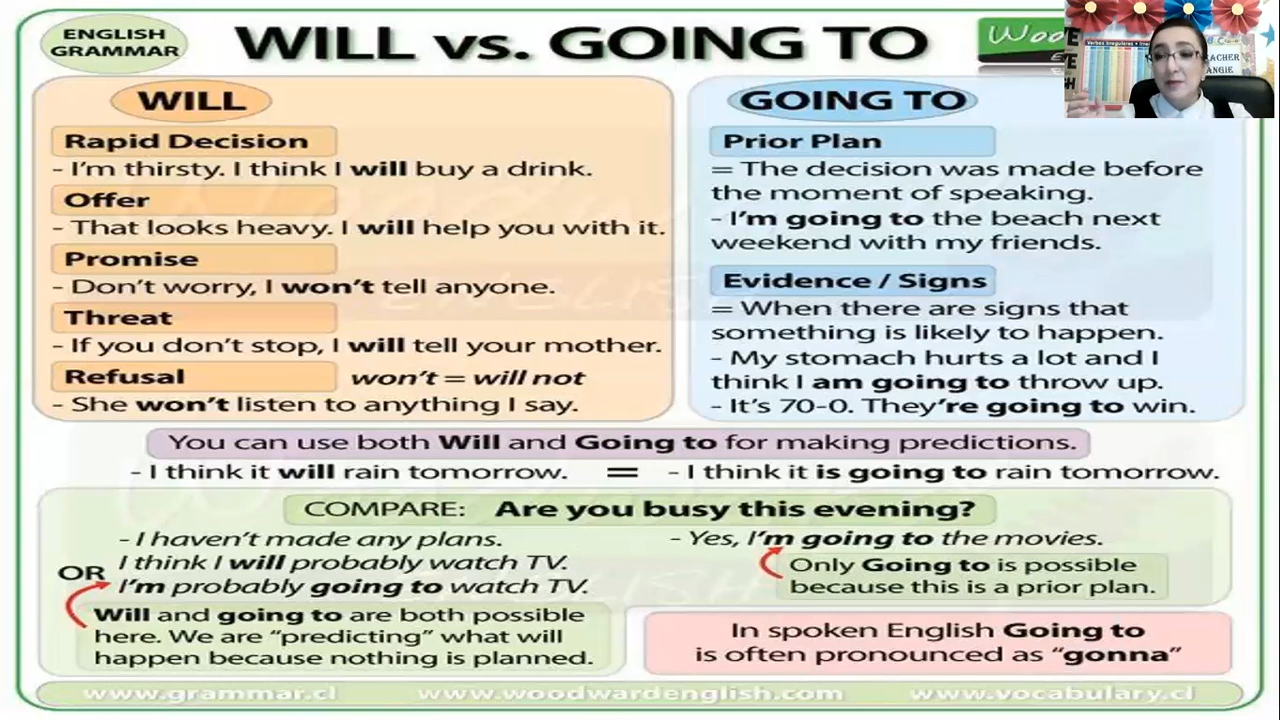 ENGLISH
GRAMMAR
WILL vs. GOING TO
Woo
WILL
Rapid Decision
- I'm thirsty. I think I will buy a drink.
Offer
- That looks heavy. I will help you with it.
Promise
- Don't worry, I won't tell anyone.
Threat
- If you don't stop, I will tell your mother.
Refusal won't = will not
- She won't listen to anything I say.
GOING TO
Prior Plan
= The decision was made before
the moment of speaking.
- I'm going to the beach next
weekend with my friends.
Evidence / Signs
= When there are signs that
something is likely to happen.
- My stomach hurts a lot and I
think I am going to throw up.
- It's 70-0. They're going to win.
You can use both Will and Going to for making predictions.
- I think it will rain tomorrow. = - I think it is going to rain tomorrow.
COMPARE: Are you busy this evening?
- I haven't made any plans.
I think I will probably watch TV.
OR
I'm probably going to watch TV.
Will and going to are both possible
here. We are "predicting" what will
happen because nothing is planned.
- Yes, I'm going to the movies.
Only Going to is possible
because this is a prior plan.
In spoken English Going to
is often pronounced as "gonna"
www.grammar.cl www.woodwardenglish.com www.vocabulary.cl
TEACHER
ANGIE